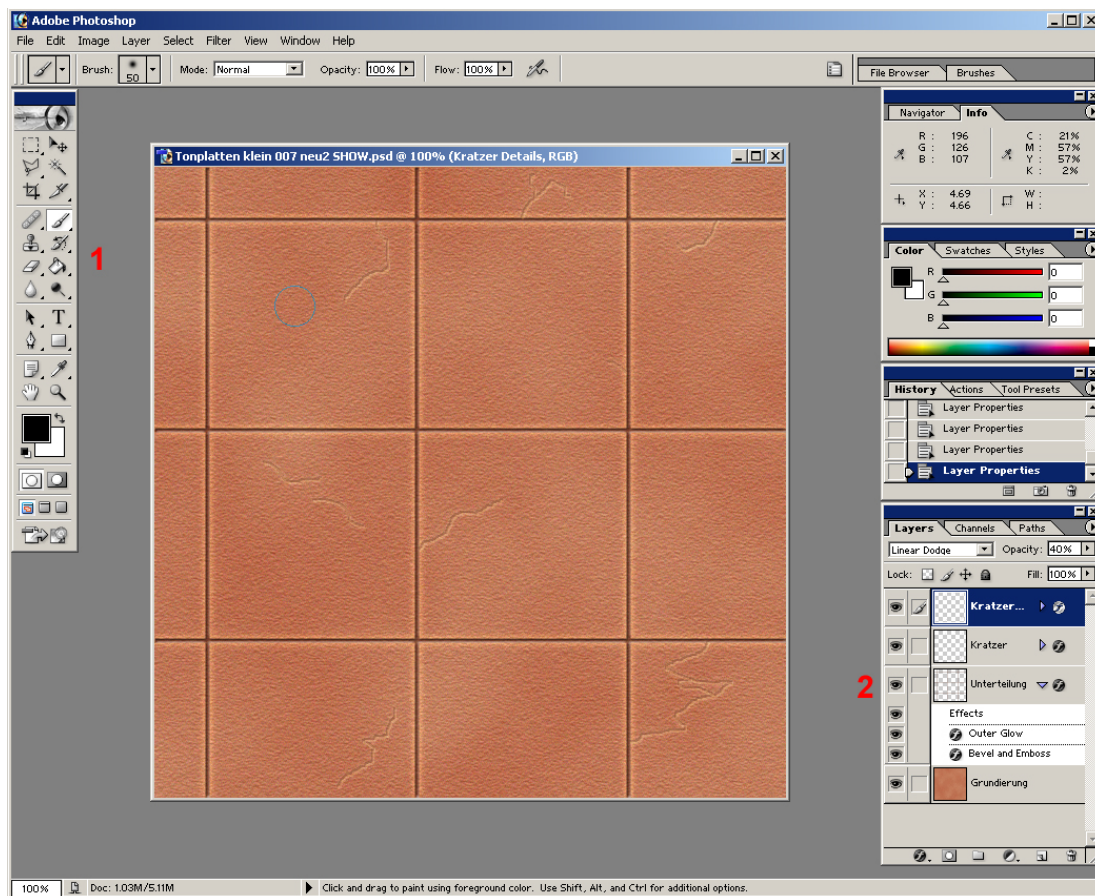 Adobe Photoshop
File Edit Image Layer Select Filter View Window Help
Brush: 50 Mode: Normal Opacity: 100% Flow: 100%
File Browser Brushes
Navigator Info
R : 196 C : 21%
G : 126 M : 57%
B : 107 Y : 57%
K : 2%
X : 4.69 W :
Y : 4.66 H :
Tonplatten klein 007 neu2 SHOW.psd @ 100% (Kratzer Details, RGB)
1
T
Color Swatches Styles
R 0
G 0
B 0
History Actions Tool Presets
Layer Properties
Layer Properties
Layer Properties
Layer Properties
Layers Channels Paths
Linear Dodge Opacity: 40%
Lock: Fill: 100%
Kratzer...
Kratzer
2
Unterteilung
Effects
Outer Glow
Bevel and Emboss
Grundierung
100% Doc: 1.03M/5.11M Click and drag to paint using foreground color. Use Shift, Alt, and Ctrl for additional options.